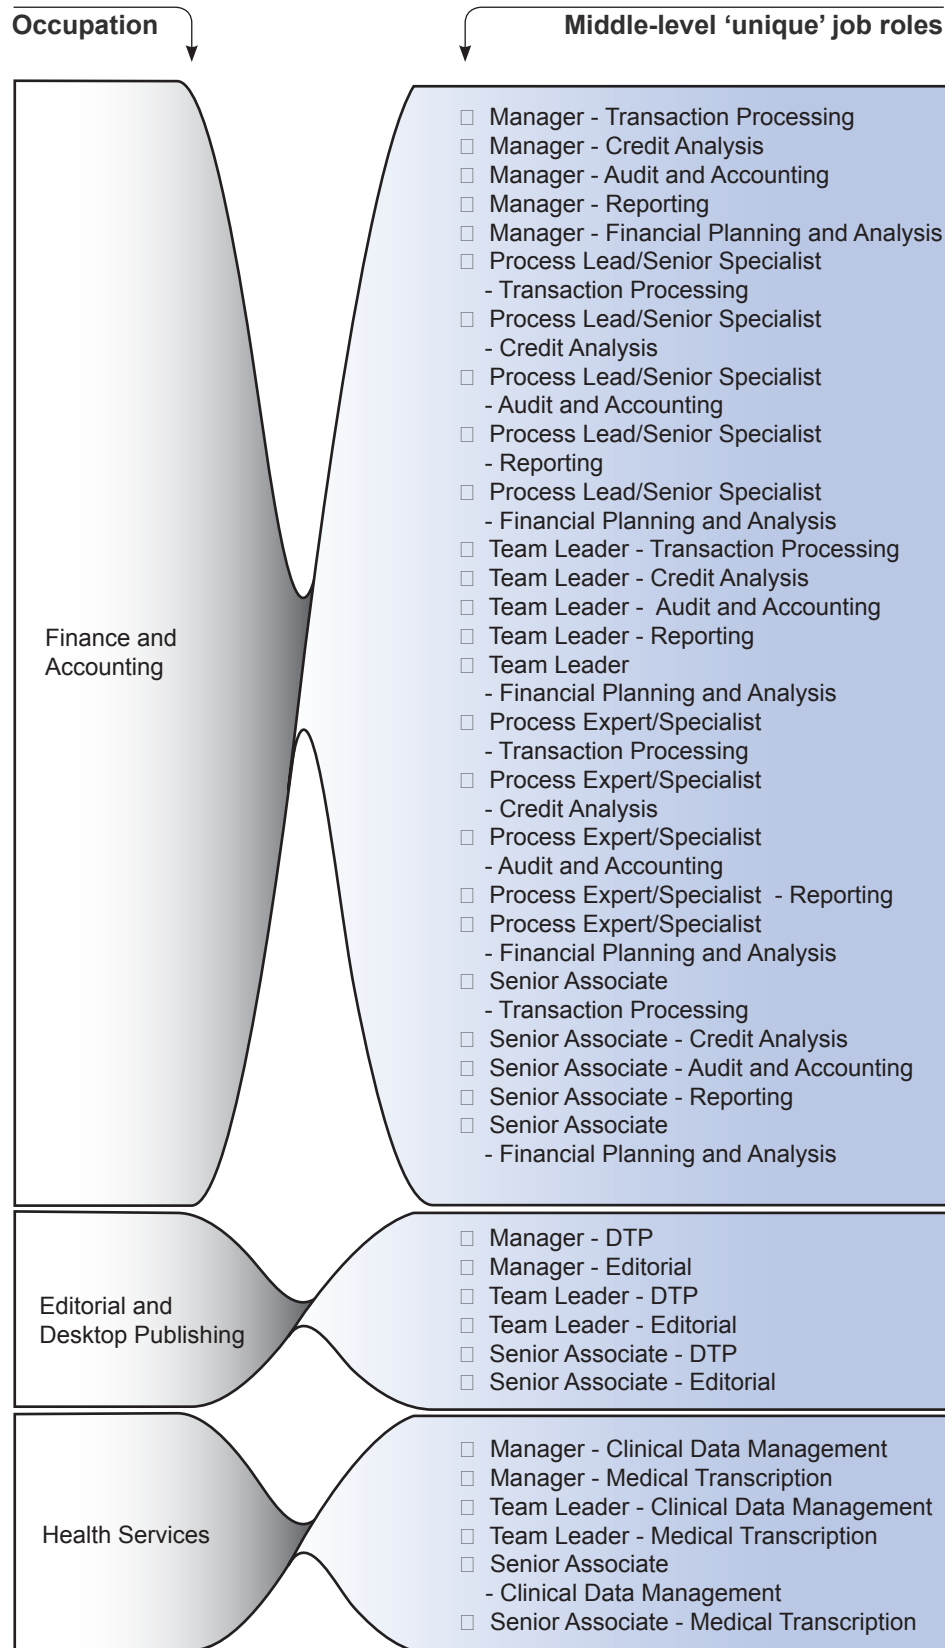 Occupation
Middle-level ‘unique’ job roles
Finance and
Accounting
□ Manager - Transaction Processing
□ Manager - Credit Analysis
□ Manager - Audit and Accounting
□ Manager - Reporting
□ Manager - Financial Planning and Analysis
□ Process Lead/Senior Specialist
- Transaction Processing
□ Process Lead/Senior Specialist
- Credit Analysis
□ Process Lead/Senior Specialist
- Audit and Accounting
□ Process Lead/Senior Specialist
- Reporting
□ Process Lead/Senior Specialist
- Financial Planning and Analysis
□ Team Leader - Transaction Processing
□ Team Leader - Credit Analysis
□ Team Leader -  Audit and Accounting
□ Team Leader - Reporting
□ Team Leader
- Financial Planning and Analysis
□ Process Expert/Specialist
- Transaction Processing
□ Process Expert/Specialist
- Credit Analysis
□ Process Expert/Specialist
- Audit and Accounting
□ Process Expert/Specialist  - Reporting
□ Process Expert/Specialist
- Financial Planning and Analysis
□ Senior Associate
- Transaction Processing
□ Senior Associate - Credit Analysis
□ Senior Associate - Audit and Accounting
□ Senior Associate - Reporting
□ Senior Associate
- Financial Planning and Analysis
Editorial and
Desktop Publishing
□ Manager - DTP
□ Manager - Editorial
□ Team Leader - DTP
□ Team Leader - Editorial
□ Senior Associate - DTP
□ Senior Associate - Editorial
Health Services
□ Manager - Clinical Data Management
□ Manager - Medical Transcription
□ Team Leader - Clinical Data Management
□ Team Leader - Medical Transcription
□ Senior Associate
- Clinical Data Management
□ Senior Associate - Medical Transcription